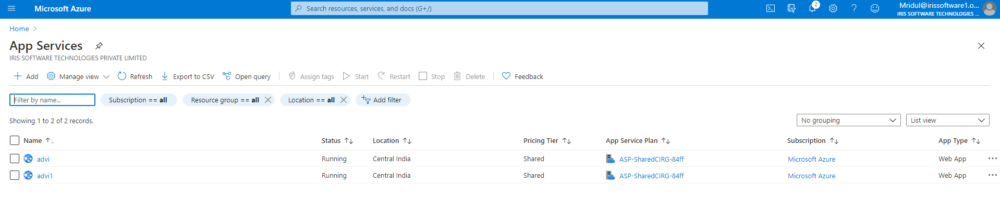 Microsoft Azure
Search resources, services, and docs (G+/)
2
Mridul@irissoftware1.o...
IRIS SOFTWARE TECHNOLOGIES ...
Home
App Services
IRIS SOFTWARE TECHNOLOGIES PRIVATE LIMITED
Add Manage view Refresh Export to CSV Open query Assign tags Start Restart Stop Delete Feedback
Filter by name... Subscription == all Resource group == all Location == all Add filter
Showing 1 to 2 of 2 records. No grouping List view
Name Status Location Pricing Tier App Service Plan Subscription App Type
advi Running Central India Shared ASP-SharedCIRG-84ff Microsoft Azure Web App
advi1 Running Central India Shared ASP-SharedCIRG-84ff Microsoft Azure Web App